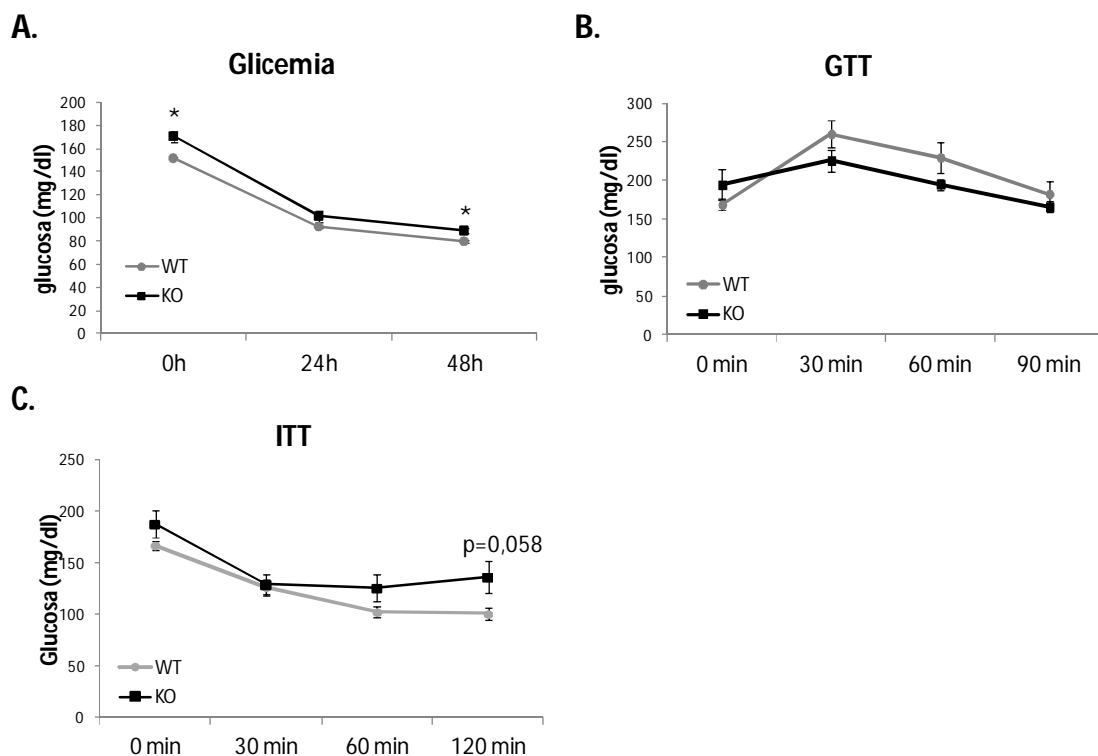 A.
Glicemia
glucosa (mg/dl)
200
180
160
140
120
100
80
60
40
20
0
*
*
WT
KO
0h
24h
48h
B.
GTT
glucosa (mg/dl)
300
250
200
150
100
50
0
WT
KO
0 min
30 min
60 min
90 min
C.
ITT
Glucosa (mg/dl)
250
200
150
100
50
0
p=0,058
WT
KO
0 min
30 min
60 min
120 min